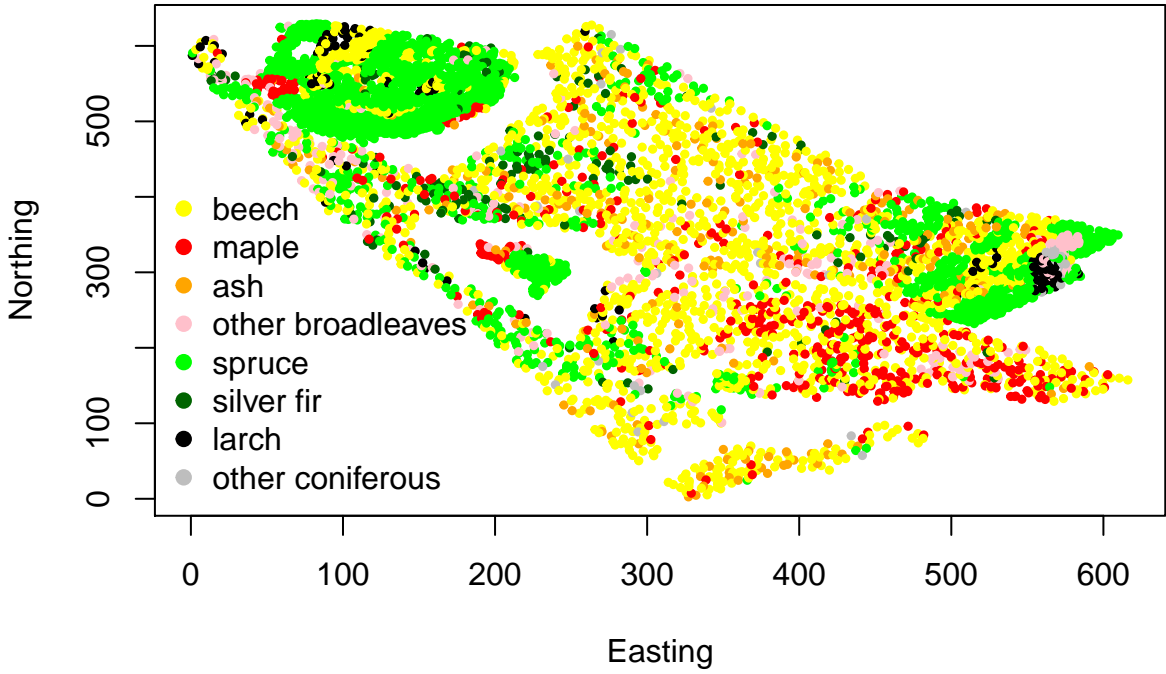 Northing
500
300
100
0
beech
maple
ash
other broadleaves
spruce
silver fir
larch
other coniferous
0 100 200 300 400 500 600
Easting